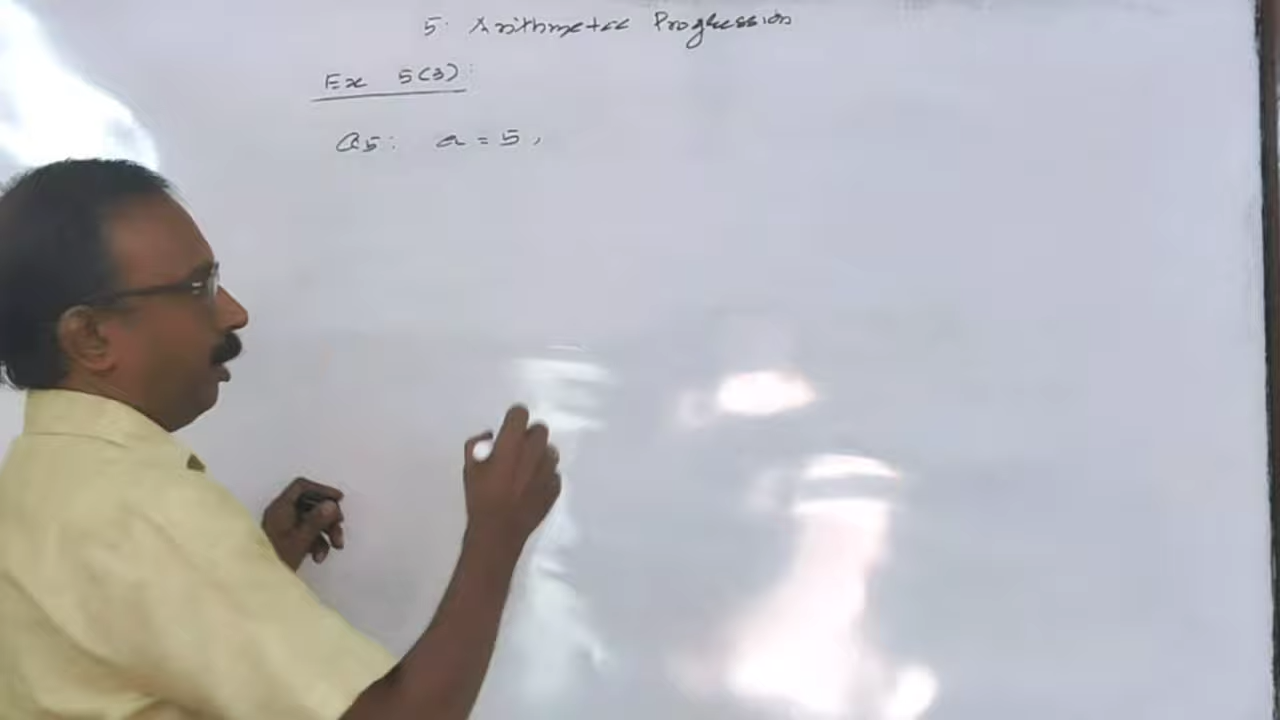 5. Arithmetic Progression
Ex 5(3):
Q5: a = 5,